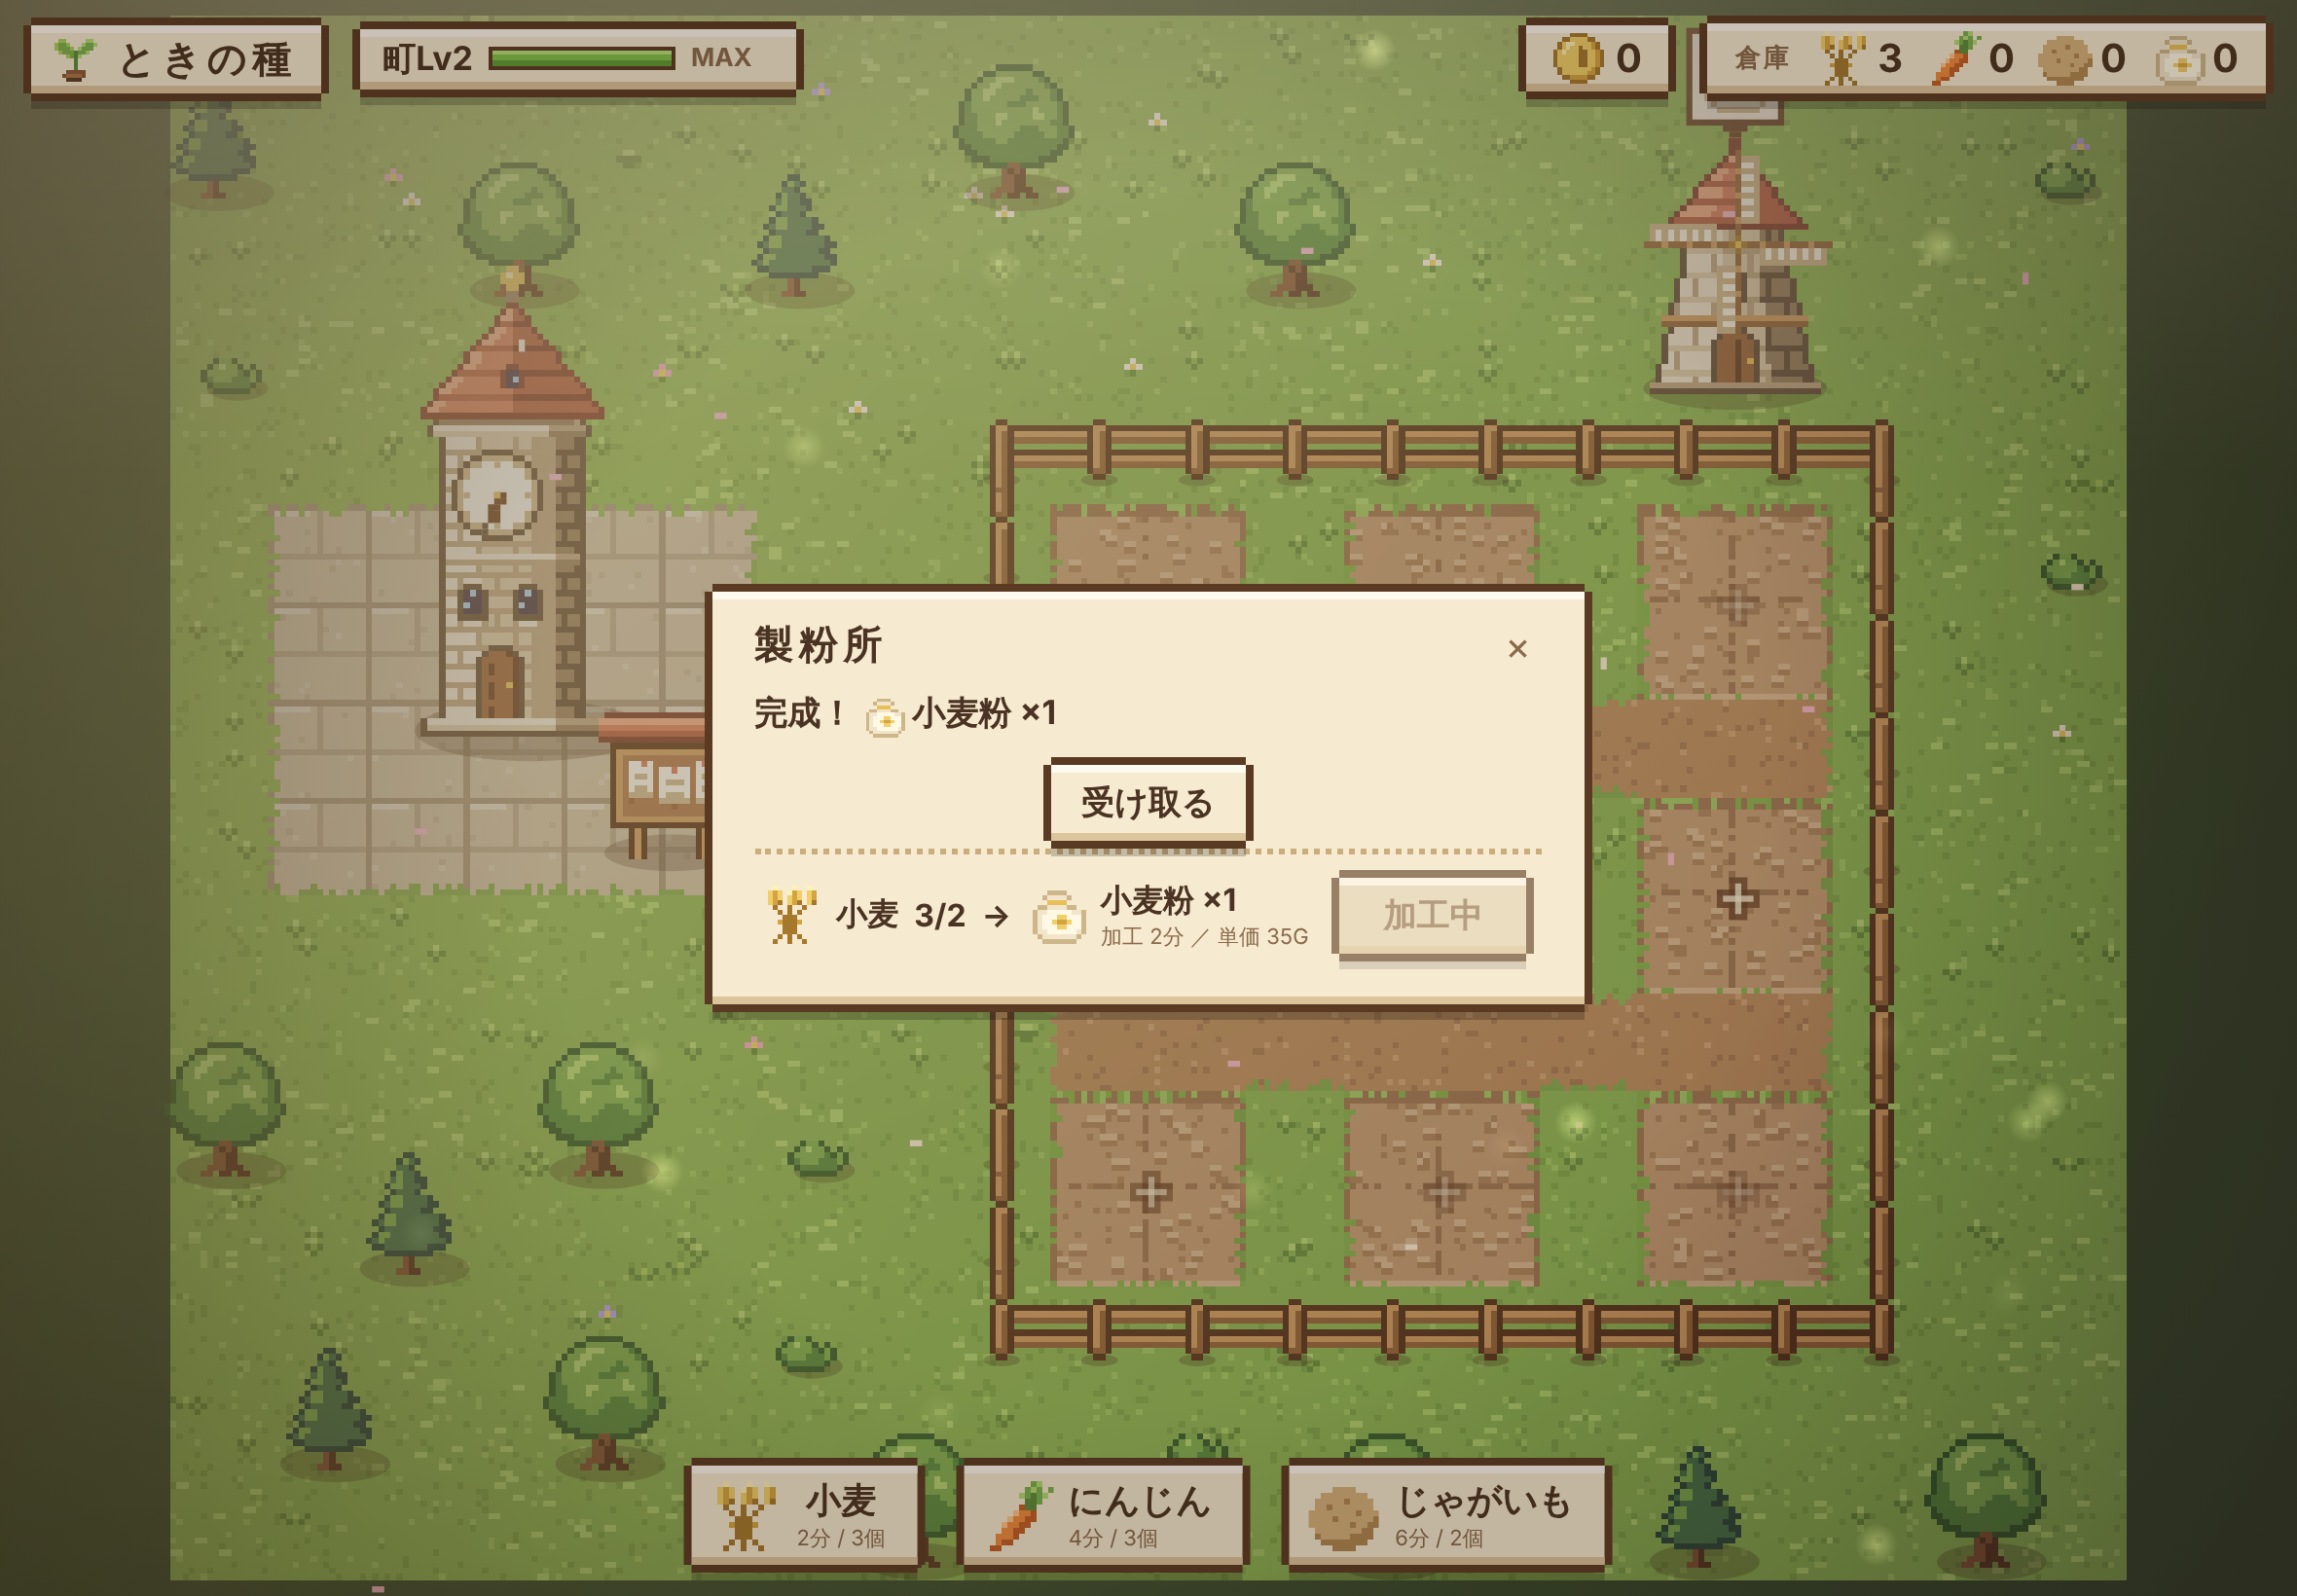 ときの種
町Lv2 MAX
0
倉庫 3 0 0 0
製粉所 ×
完成！ 小麦粉 ×1
受け取る
小麦 3/2 → 小麦粉 ×1
加工 2分 ／ 単価 35G
加工中
小麦
2分 / 3個
にんじん
4分 / 3個
じゃがいも
6分 / 2個